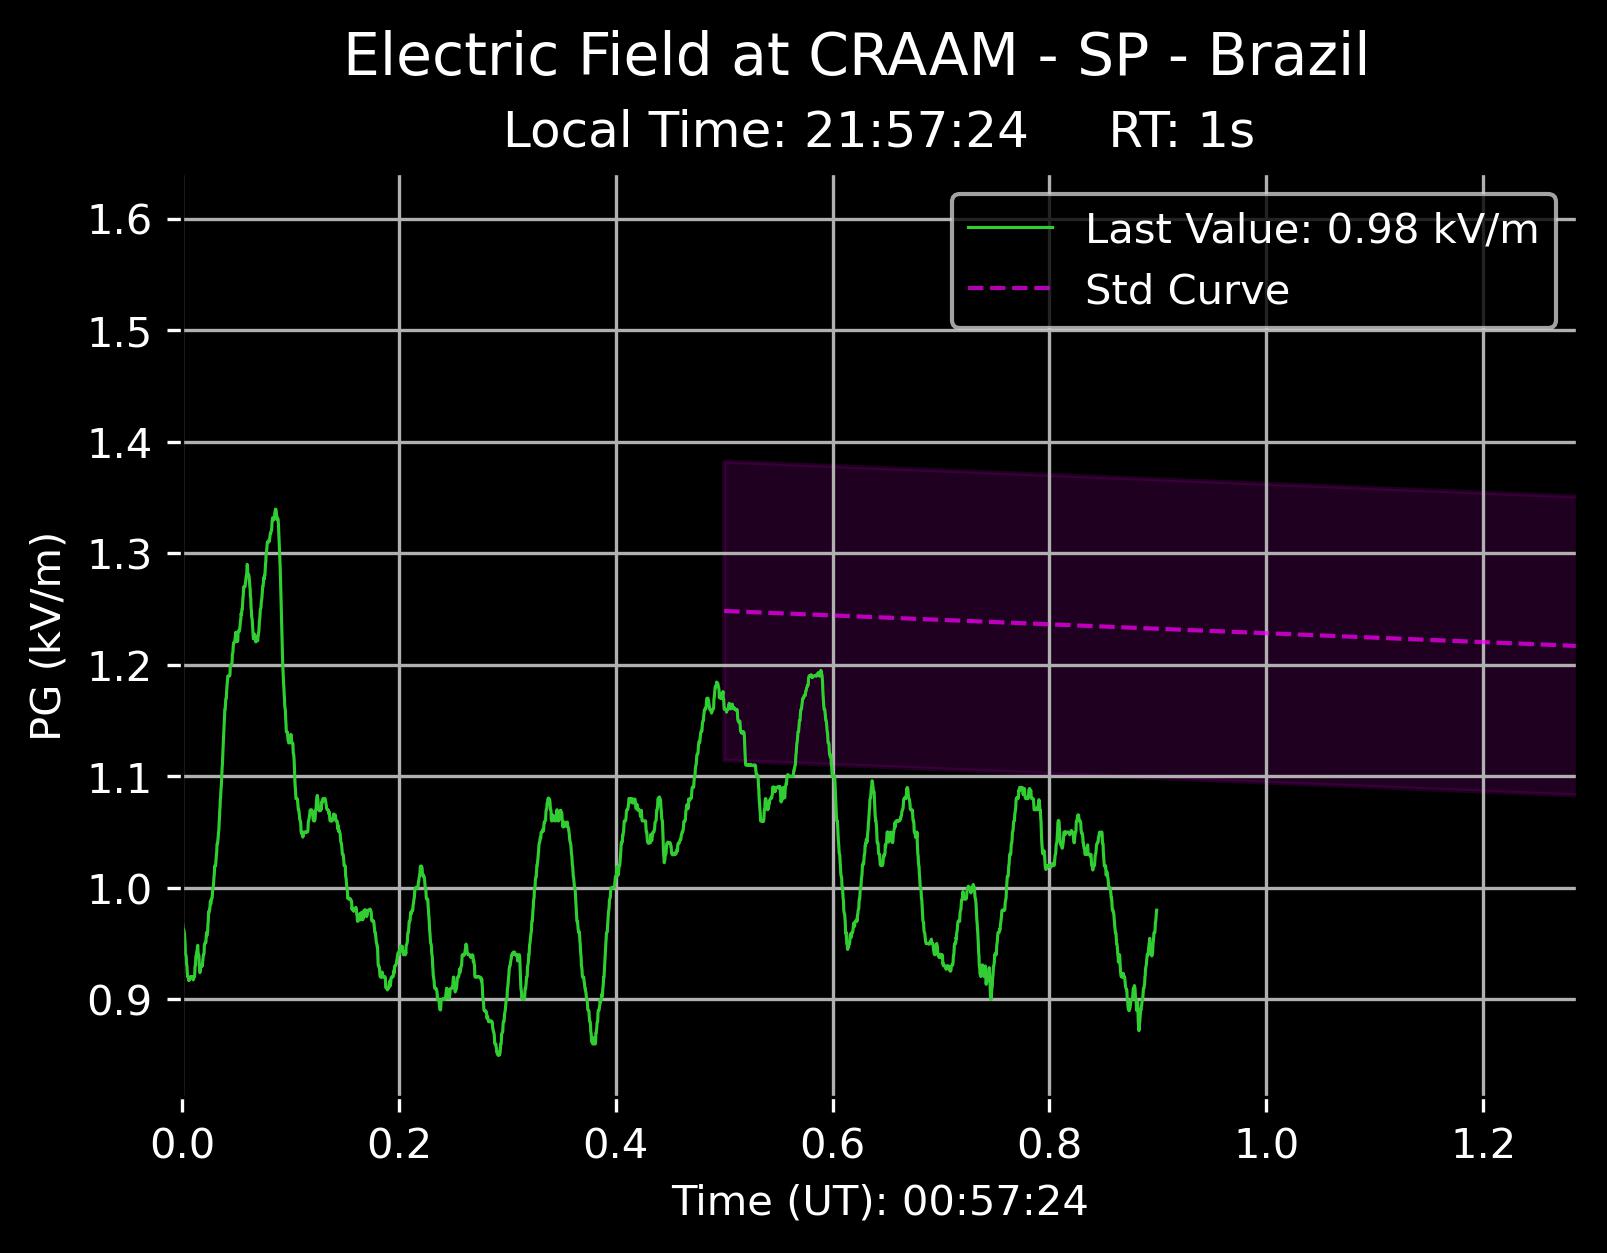 Electric Field at CRAAM - SP - Brazil
Local Time: 21:57:24 RT: 1s
Last Value: 0.98 kV/m
Std Curve
PG (kV/m)
1.6
1.5
1.4
1.3
1.2
1.1
1.0
0.9
0.0 0.2 0.4 0.6 0.8 1.0 1.2
Time (UT): 00:57:24